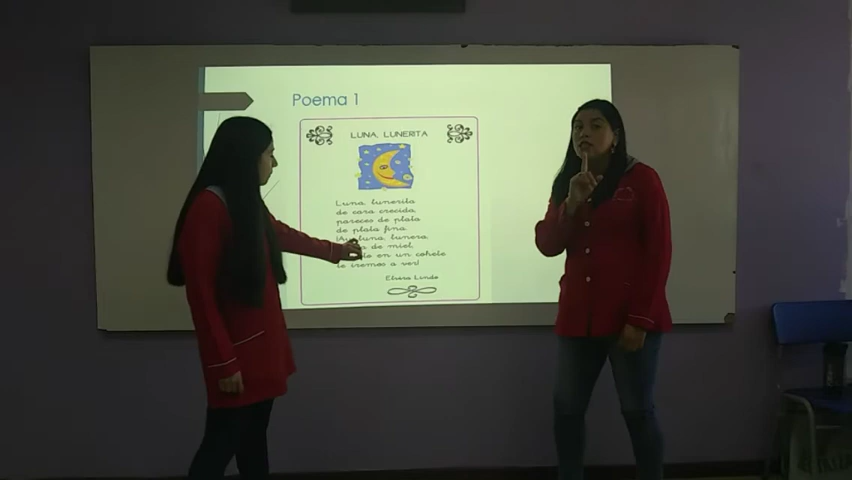 Poema 1
LUNA, LUNERITA
Luna, lunerita
de cara crecida,
pareces de plata
de plata fina.
¡Ay luna, lunera
de miel,
en un cohete
te iremos a ver!
Elvira Lindo